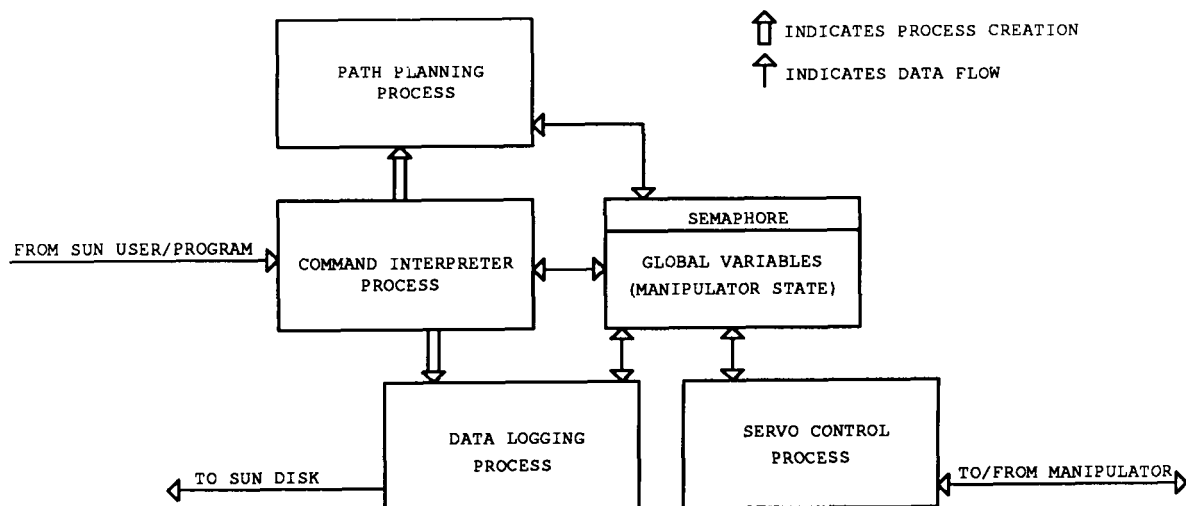 INDICATES PROCESS CREATION
INDICATES DATA FLOW
PATH PLANNING
PROCESS
SEMAPHORE
GLOBAL VARIABLES
(MANIPULATOR STATE)
FROM SUN USER/PROGRAM
COMMAND INTERPRETER
PROCESS
DATA LOGGING
PROCESS
SERVO CONTROL
PROCESS
TO SUN DISK
TO/FROM MANIPULATOR